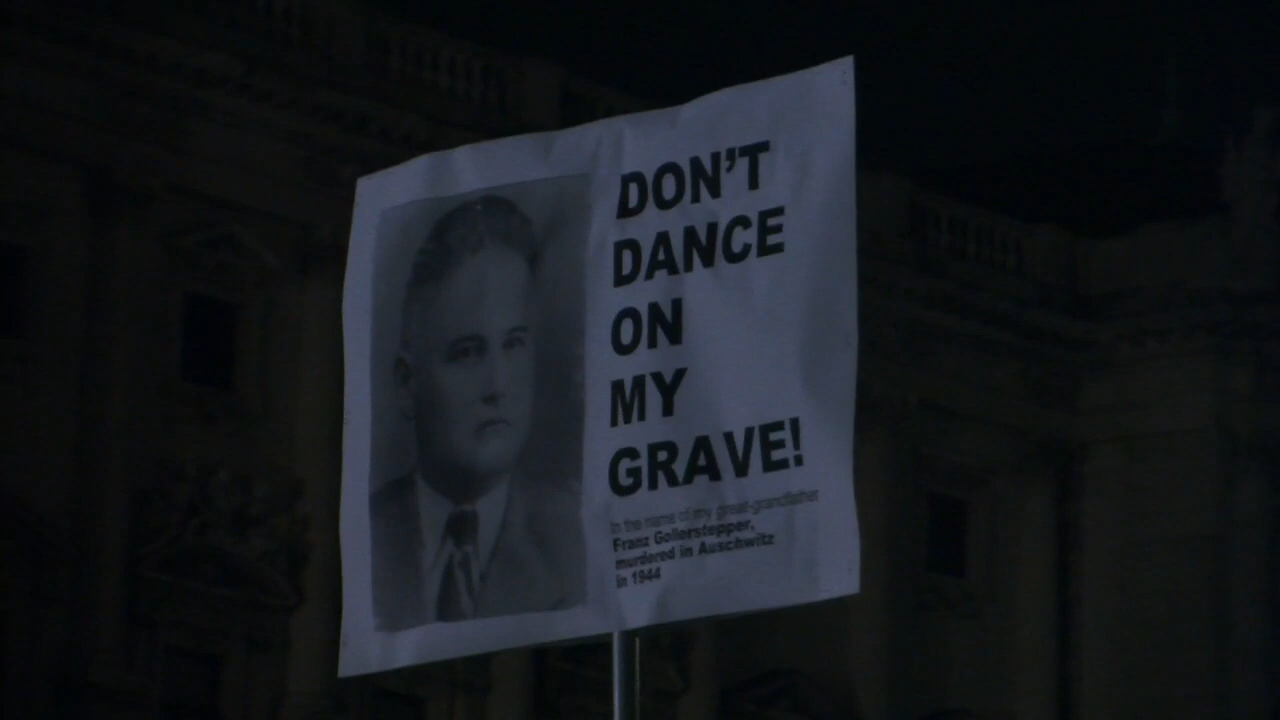 DON'T
DANCE
ON
MY
GRAVE!
In the name of my great-grandfather
Franz Gollerstepper,
murdered in Auschwitz
in 1944